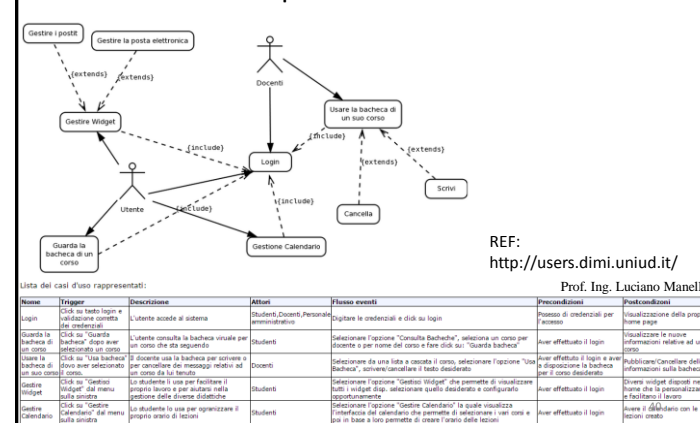 Gestire i postit
Gestire la posta elettronica
{extends}
{extends}
Docenti
Gestire Widget
Usare la bacheca di
un suo corso
{include}
{include}
{extends}
{extends}
Login
Scrivi
{include}
Cancella
Utente
{include}
Guarda la
bacheca di un
corso
Gestione Calendario
REF:
http://users.dimi.uniud.it/
Prof. Ing. Luciano Manell
Lista dei casi d'uso rappresentati:
Nome Trigger Descrizione Attori Flusso eventi Precondizioni Postcondizoni
Login
Click su tasto login e
validazione corretta
dei credenziali
L'utente accede al sistema
Studenti,Docenti,Personale
amministrativo
Digitare le credenziali e click su login
Posesso di credenziali per
l'accesso
Visualizzazione della prop
home page
Guarda la
bacheca di
un corso
Click su "Guarda
bacheca" dopo aver
selezionato un corso
L'utente consulta la bacheca viruale per
un corso che sta seguendo
Studenti
Selezionare l'opzione "Consulta Bacheche", seleziona un corso per
docente o per nome del corso e fare click su: "Guarda bacheca"
Aver effettuato il login
Visualizzare le nuove
informazioni relative ad u
corso
Usare la
bacheca di
un suo corso
Click su "Usa bacheca"
dovo aver selezionato
il corso.
Il docente usa la bacheca per scrivere o
per cancellare dei messaggi relativi ad
un corso da lui tenuto
Docenti
Selezionare da una lista a cascata il corso, selezionare l'opzione "Usa
Bacheca", scrivere/cancellare il testo desiderato
Aver effettuto il login e aver
a disposizione la bacheca
per il corso desiderato
Pubblicare/Cancellare dell
informazioni sulla bacheca
Gestire
Widget
Click su "Gestisci
Widget" dal menu
sulla sinistra
Lo studente li usa per facilitare il
proprio lavoro e per aiutarsi nella
gestione delle diverse didattiche
Studenti
Selezionare l'opzione "Gestisci Widget" che permette di visualizzare
tutti i widget disp. selezionare quello desiderato e configurarlo
opportunamente
Aver effettuato il login
Diversi widget disposti ne
home che la personalizzan
e facilitano il lavoro
Gestire
Calendario
Click su "Gestire
Calendario" dal menu
sulla sinistra
Lo studente lo usa per ogranizzare il
proprio orario di lezioni
Studenti
Selezionare l'opzione "Gestire Calendario" la quale visualizza
l'interfaccia del calendario che permette di selezionare i vari corsi e
poi in base a loro permette di creare l'orario delle lezioni
Aver effettuato il login
Avere il calendario con le
lezioni creato